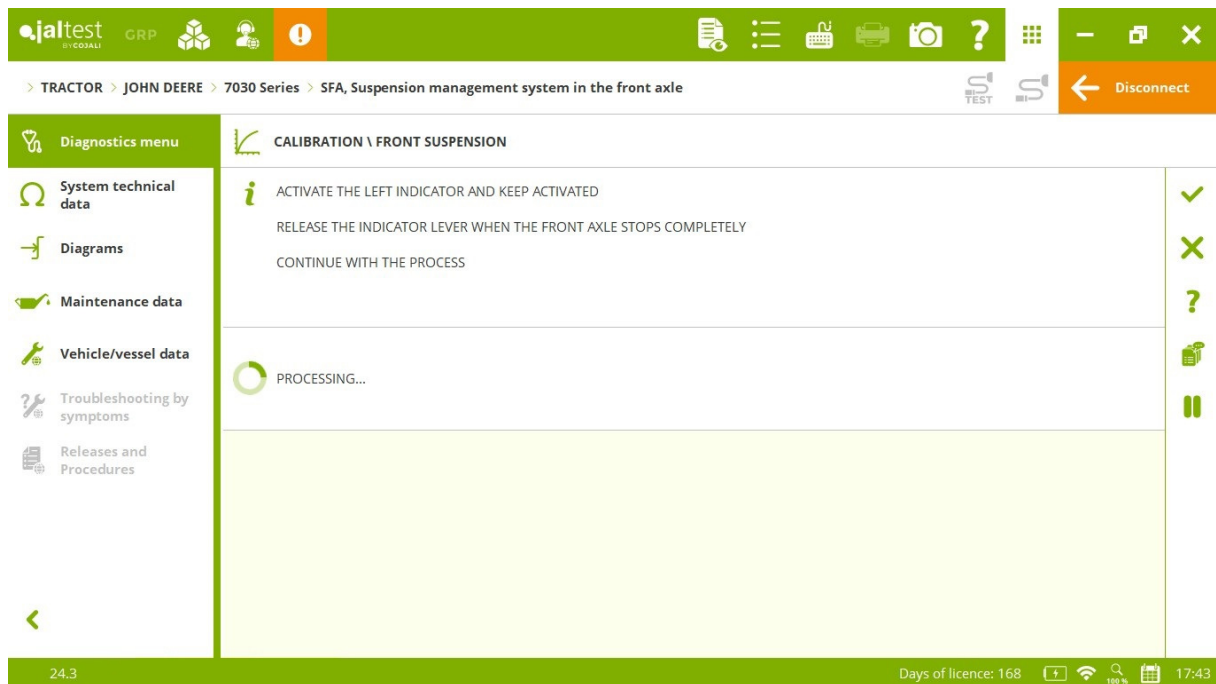 jaltest GRP
BY COJALI
> TRACTOR > JOHN DEERE > 7030 Series > SFA, Suspension management system in the front axle
TEST
Disconnect
Diagnostics menu
CALIBRATION \ FRONT SUSPENSION
System technical
data
Diagrams
Maintenance data
Vehicle/vessel data
Troubleshooting by
symptoms
Releases and
Procedures
ACTIVATE THE LEFT INDICATOR AND KEEP ACTIVATED
RELEASE THE INDICATOR LEVER WHEN THE FRONT AXLE STOPS COMPLETELY
CONTINUE WITH THE PROCESS
PROCESSING...
24.3
Days of licence: 168
100 %
17:43